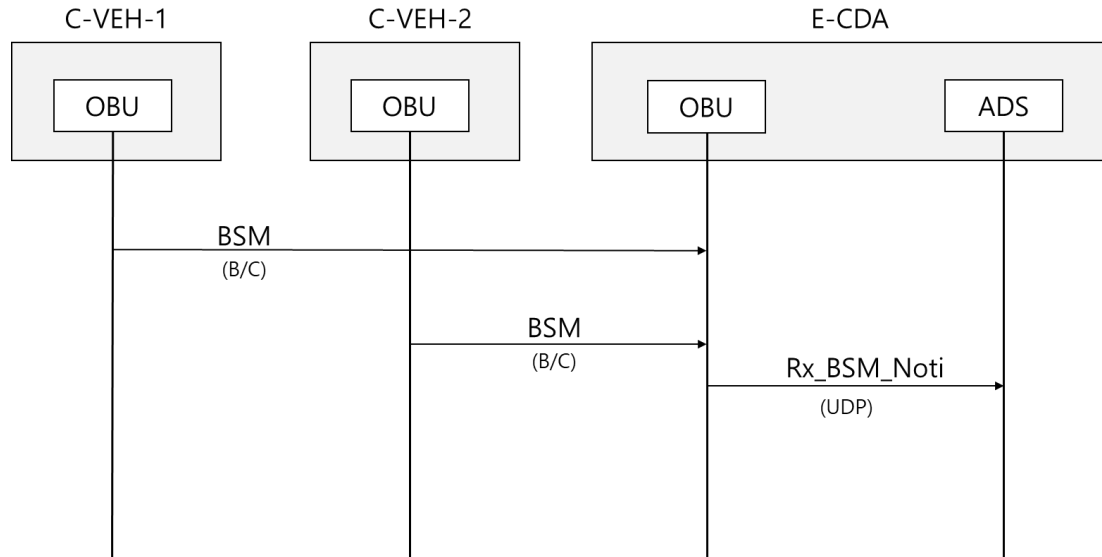 C-VEH-1
C-VEH-2
E-CDA
OBU
OBU
OBU
ADS
BSM
(B/C)
BSM
(B/C)
Rx_BSM_Noti
(UDP)